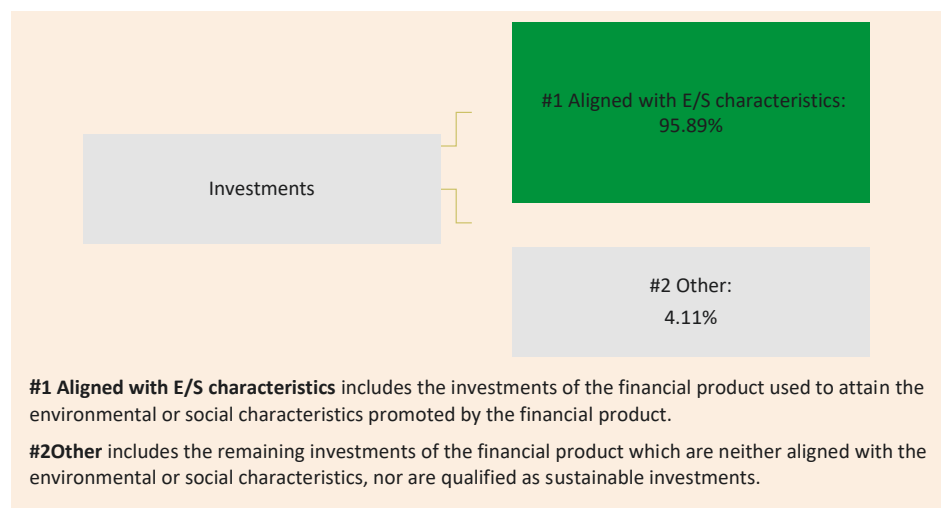 #1 Aligned with E/S characteristics:
95.89%
Investments
#2 Other:
4.11%
#1 Aligned with E/S characteristics includes the investments of the financial product used to attain the
environmental or social characteristics promoted by the financial product.
#2Other includes the remaining investments of the financial product which are neither aligned with the
environmental or social characteristics, nor are qualified as sustainable investments.